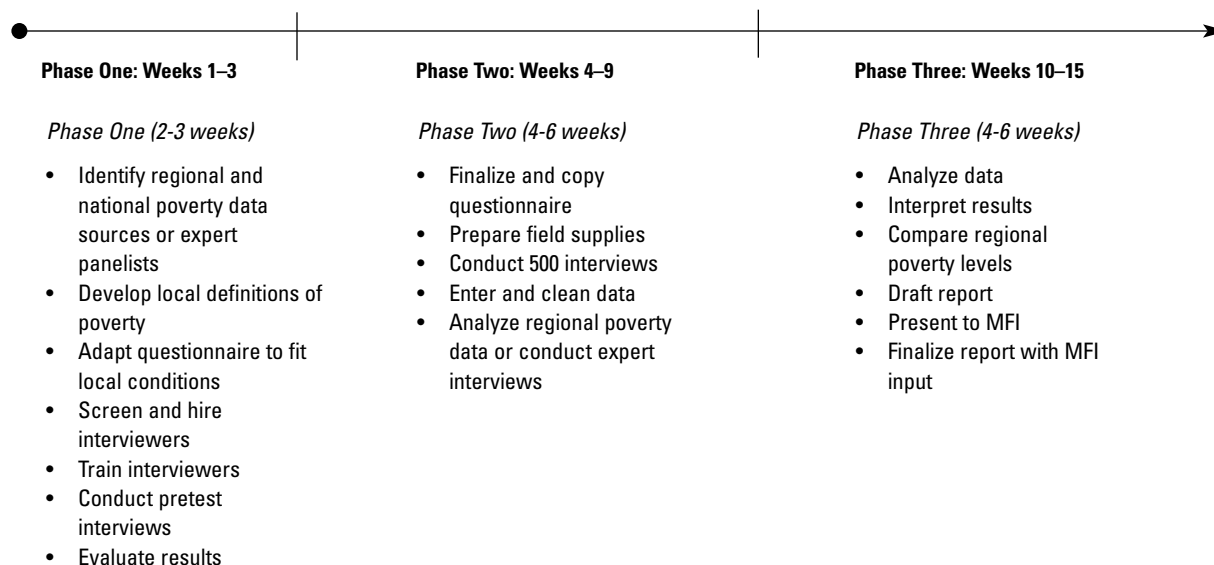 Phase One: Weeks 1–3
Phase One (2-3 weeks)
• Identify regional and
national poverty data
sources or expert
panelists
• Develop local definitions of
poverty
• Adapt questionnaire to fit
local conditions
• Screen and hire
interviewers
• Train interviewers
• Conduct pretest
interviews
• Evaluate results
Phase Two: Weeks 4–9
Phase Two (4-6 weeks)
• Finalize and copy
questionnaire
• Prepare field supplies
• Conduct 500 interviews
• Enter and clean data
• Analyze regional poverty
data or conduct expert
interviews
Phase Three: Weeks 10–15
Phase Three (4-6 weeks)
• Analyze data
• Interpret results
• Compare regional
poverty levels
• Draft report
• Present to MFI
• Finalize report with MFI
input